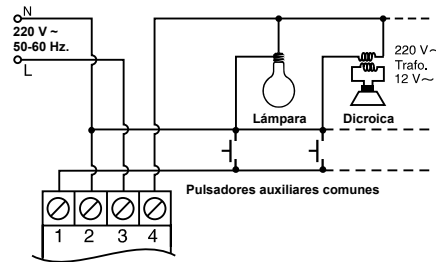 N
220 V ~
50-60 Hz.
L
220 V~
Trafo.
12 V~
Lámpara
Dicroica
Pulsadores auxiliares comunes
1 2 3 4